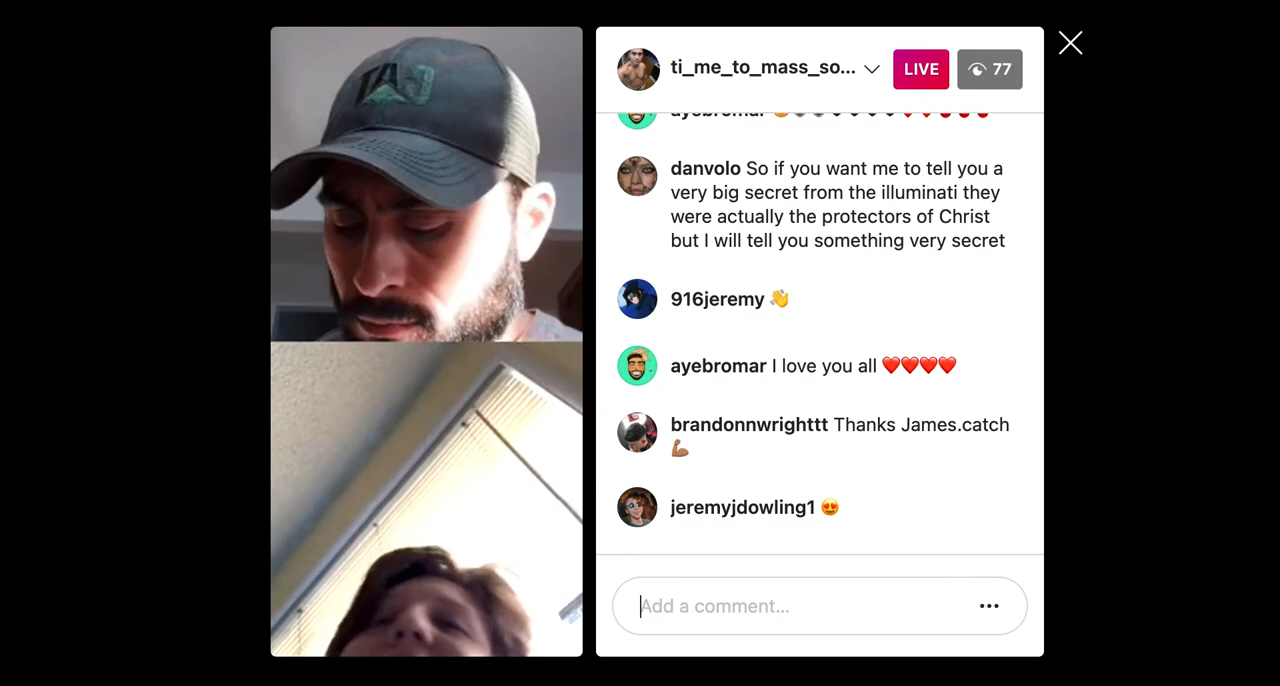 TAC
ti_me_to_mass_so... LIVE 77
ayebromar
danvolo So if you want me to tell you a
very big secret from the illuminati they
were actually the protectors of Christ
but I will tell you something very secret
916jeremy 👋
ayebromar I love you all ❤️❤️❤️❤️
brandonnwrighttt Thanks James.catch
💪🏽
jeremyjdowling1 😍
Add a comment...